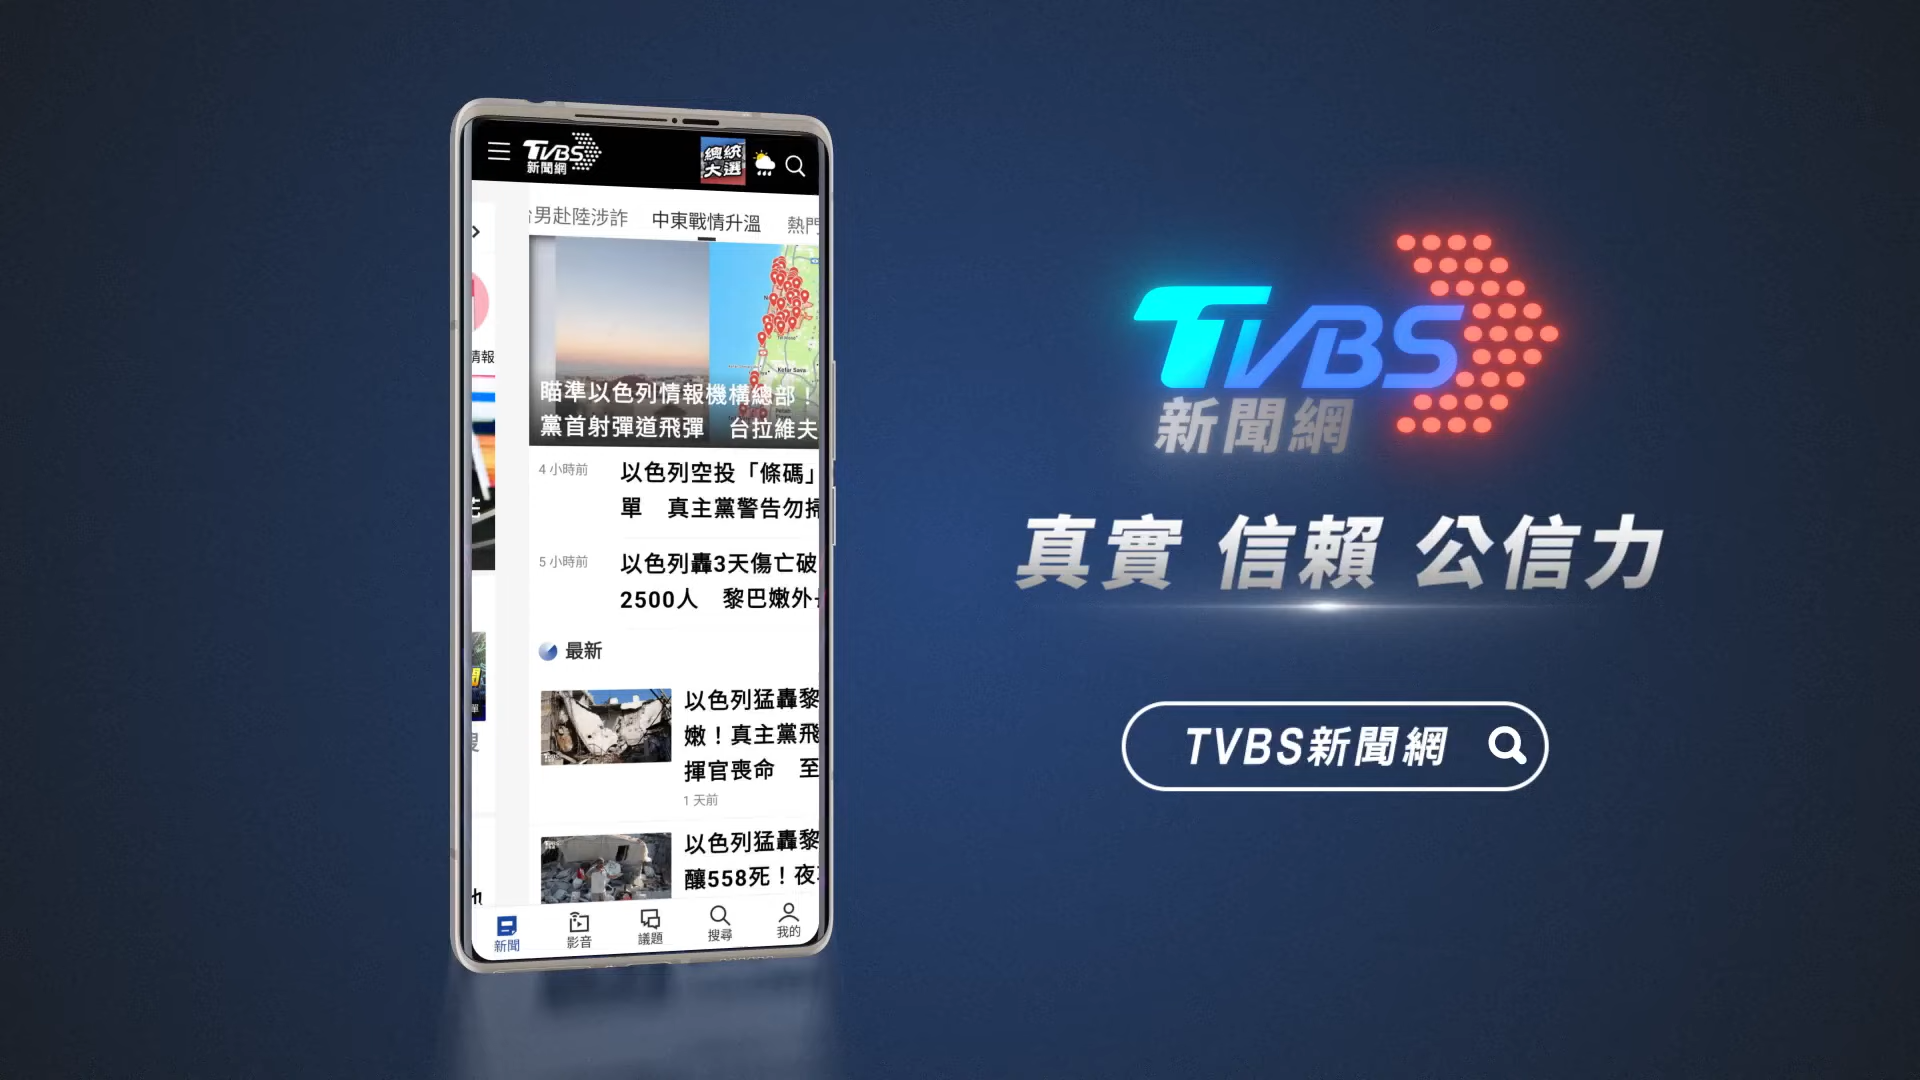 TVBS
新聞網
總統
大選
男赴陸涉詐 中東戰情升溫 熱門
情報
瞄準以色列情報機構總部！
黨首射彈道飛彈 台拉維夫
4 小時前
以色列空投「條碼」
單 真主黨警告勿掃
5 小時前
以色列轟3天傷亡破
2500人 黎巴嫩外
最新
以色列猛轟黎
嫩！真主黨飛
揮官喪命 至
1 天前
以色列猛轟黎
釀558死！夜
新聞
影音
議題
搜尋
我的
TVBS
新聞網
真實 信賴 公信力
TVBS新聞網